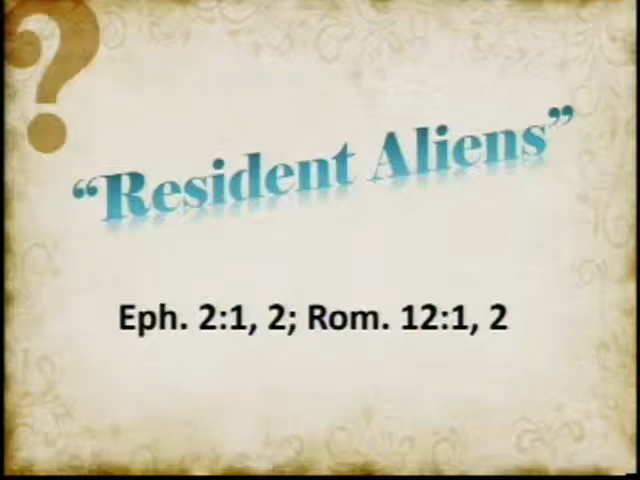 ?
“Resident Aliens”
Eph. 2:1, 2; Rom. 12:1, 2